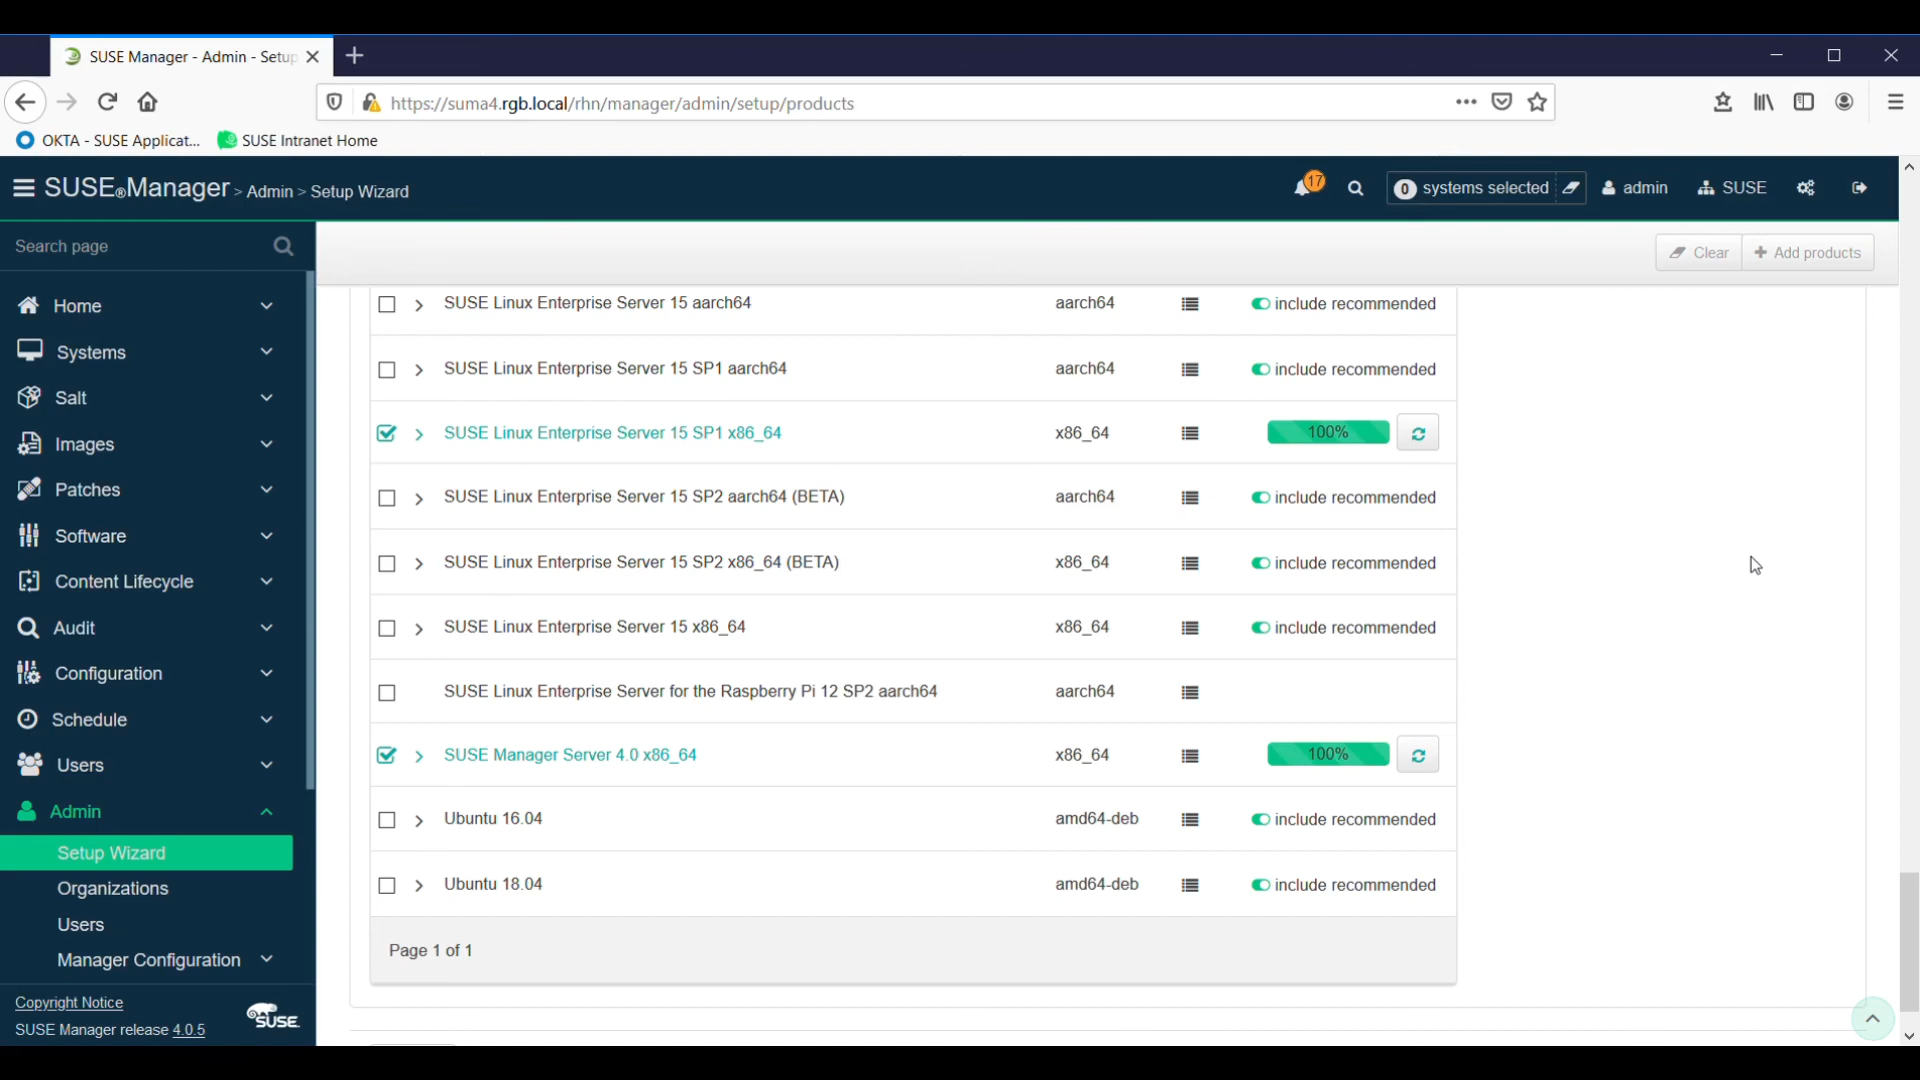 SUSE Manager - Admin - Setup
https://suma4.rgb.local/rhn/manager/admin/setup/products
OKTA - SUSE Applicat... SUSE Intranet Home
SUSE®Manager > Admin > Setup Wizard 17 0 systems selected admin SUSE
Search page
Clear Add products
Home
Systems
Salt
Images
Patches
Software
Content Lifecycle
Audit
Configuration
Schedule
Users
Admin
Setup Wizard
Organizations
Users
Manager Configuration
Copyright Notice
SUSE Manager release 4.0.5
SUSE.
SUSE Linux Enterprise Server 15 aarch64 aarch64 include recommended
SUSE Linux Enterprise Server 15 SP1 aarch64 aarch64 include recommended
SUSE Linux Enterprise Server 15 SP1 x86_64 x86_64 100%
SUSE Linux Enterprise Server 15 SP2 aarch64 (BETA) aarch64 include recommended
SUSE Linux Enterprise Server 15 SP2 x86_64 (BETA) x86_64 include recommended
SUSE Linux Enterprise Server 15 x86_64 x86_64 include recommended
SUSE Linux Enterprise Server for the Raspberry Pi 12 SP2 aarch64 aarch64
SUSE Manager Server 4.0 x86_64 x86_64 100%
Ubuntu 16.04 amd64-deb include recommended
Ubuntu 18.04 amd64-deb include recommended
Page 1 of 1